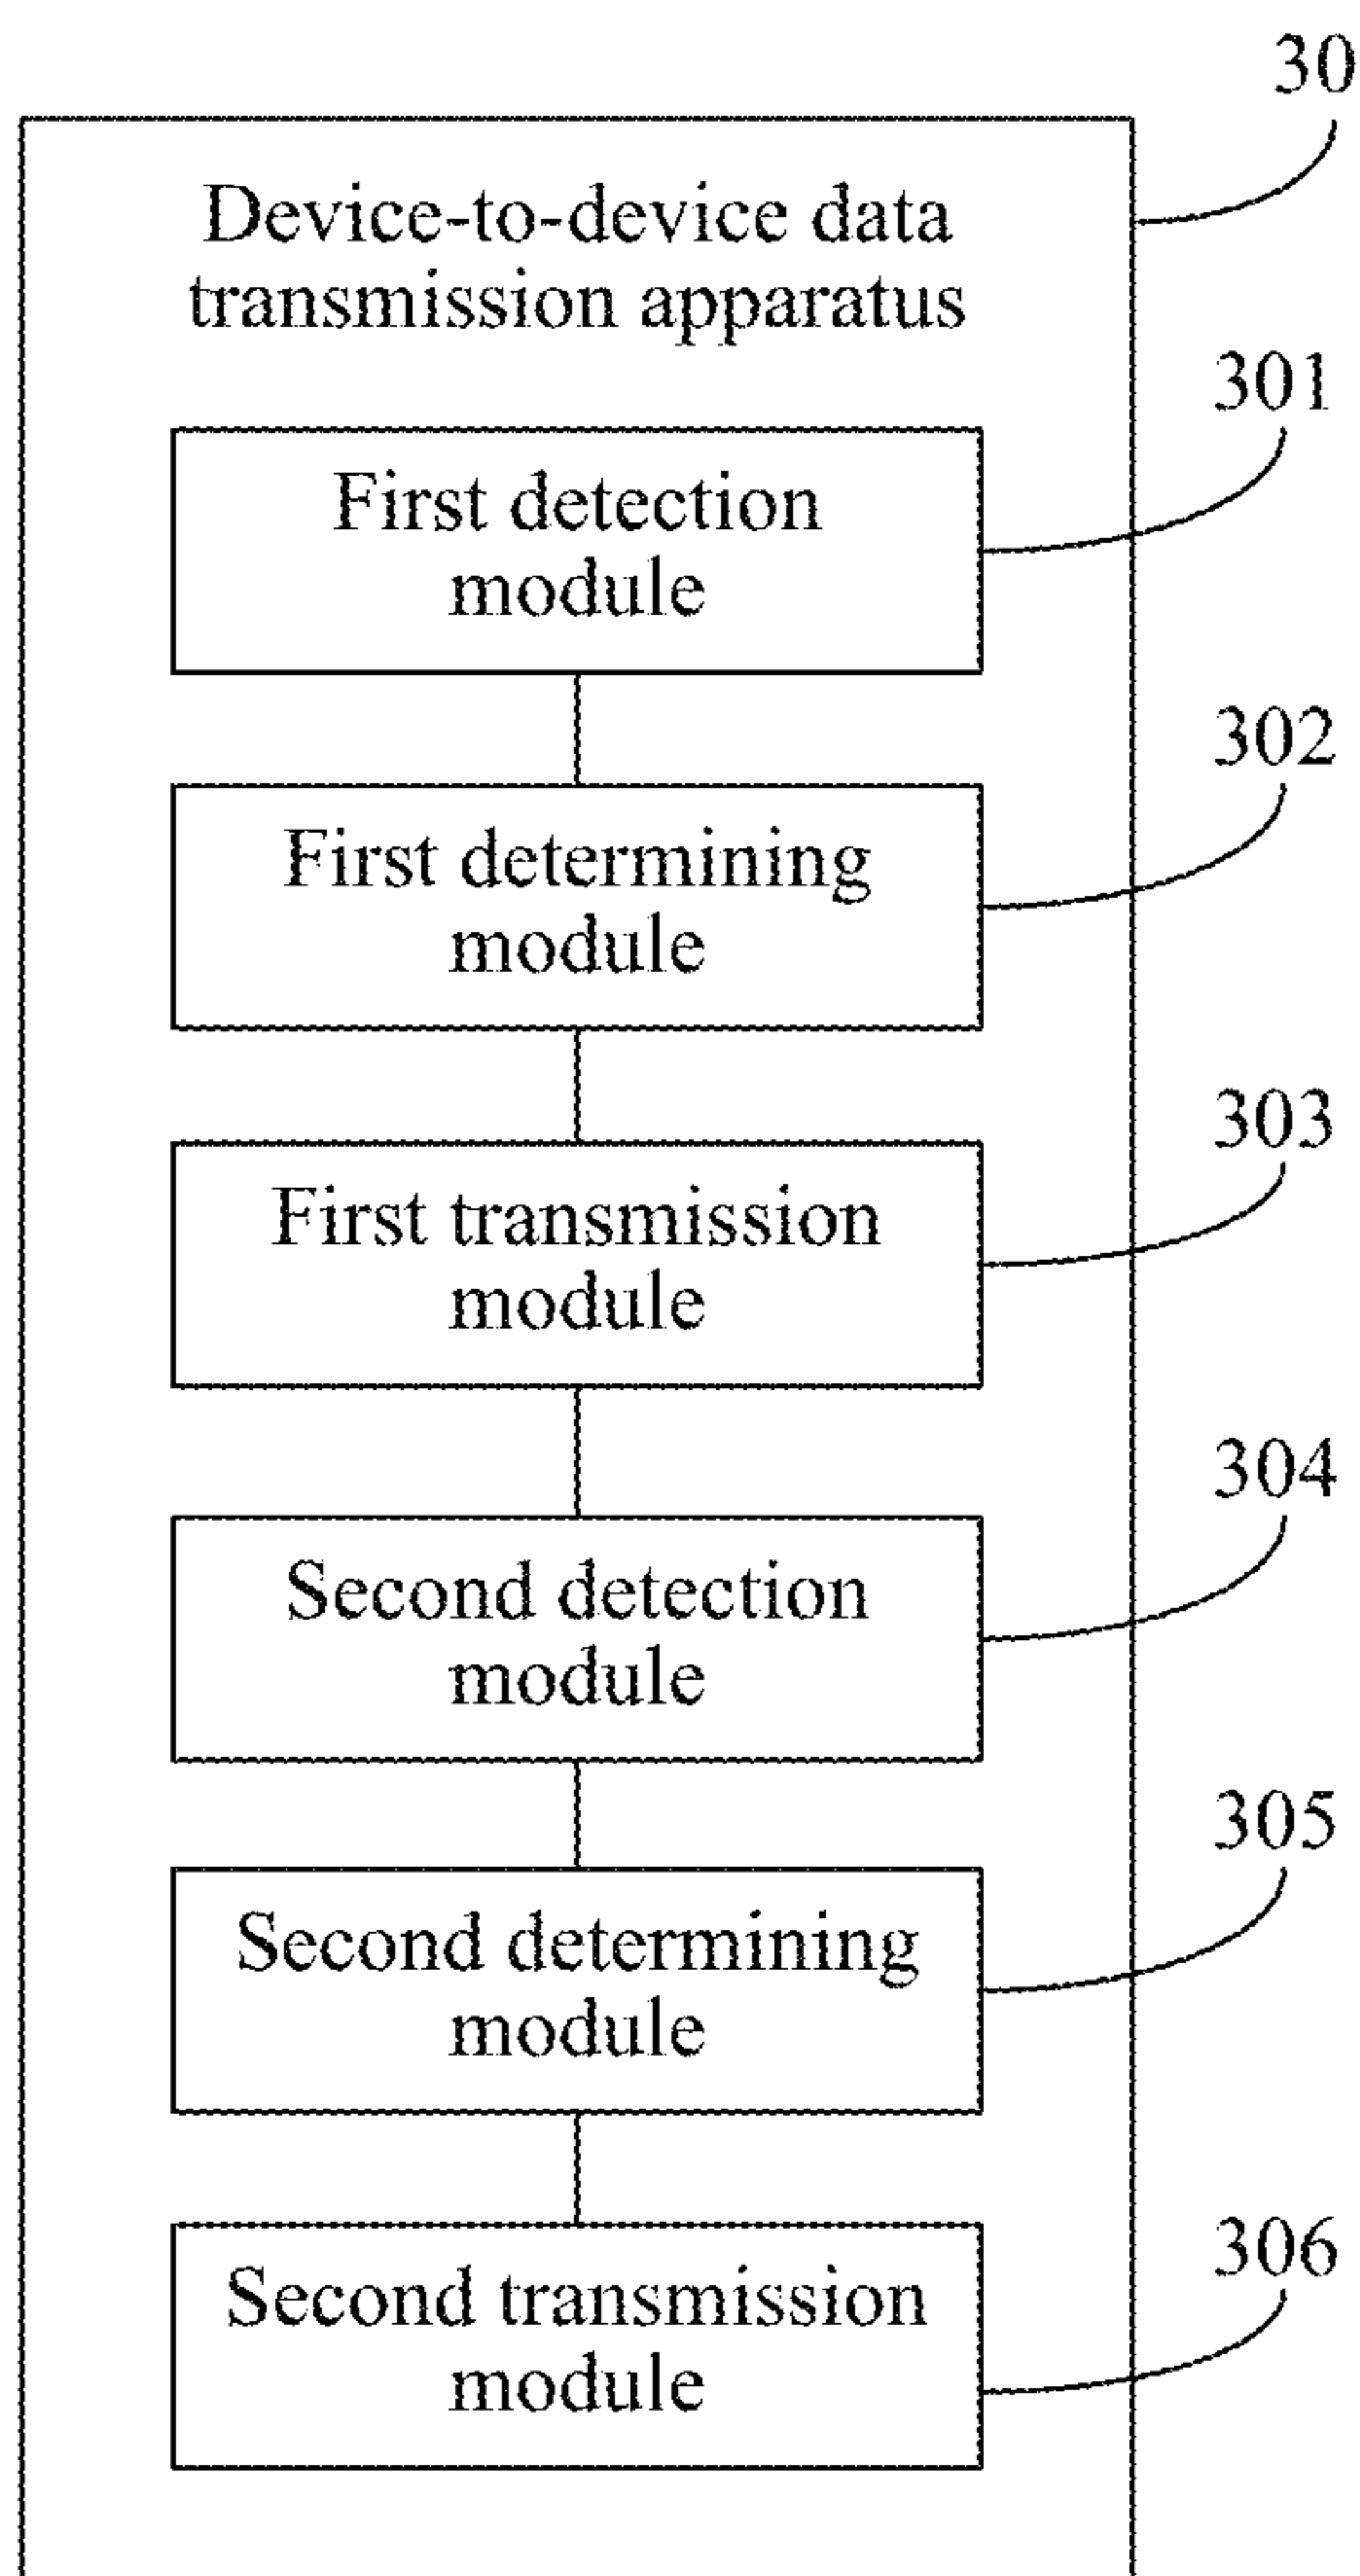 30
Device-to-device data
transmission apparatus
301
First detection
module
302
First determining
module
303
First transmission
module
304
Second detection
module
305
Second determining
module
306
Second transmission
module